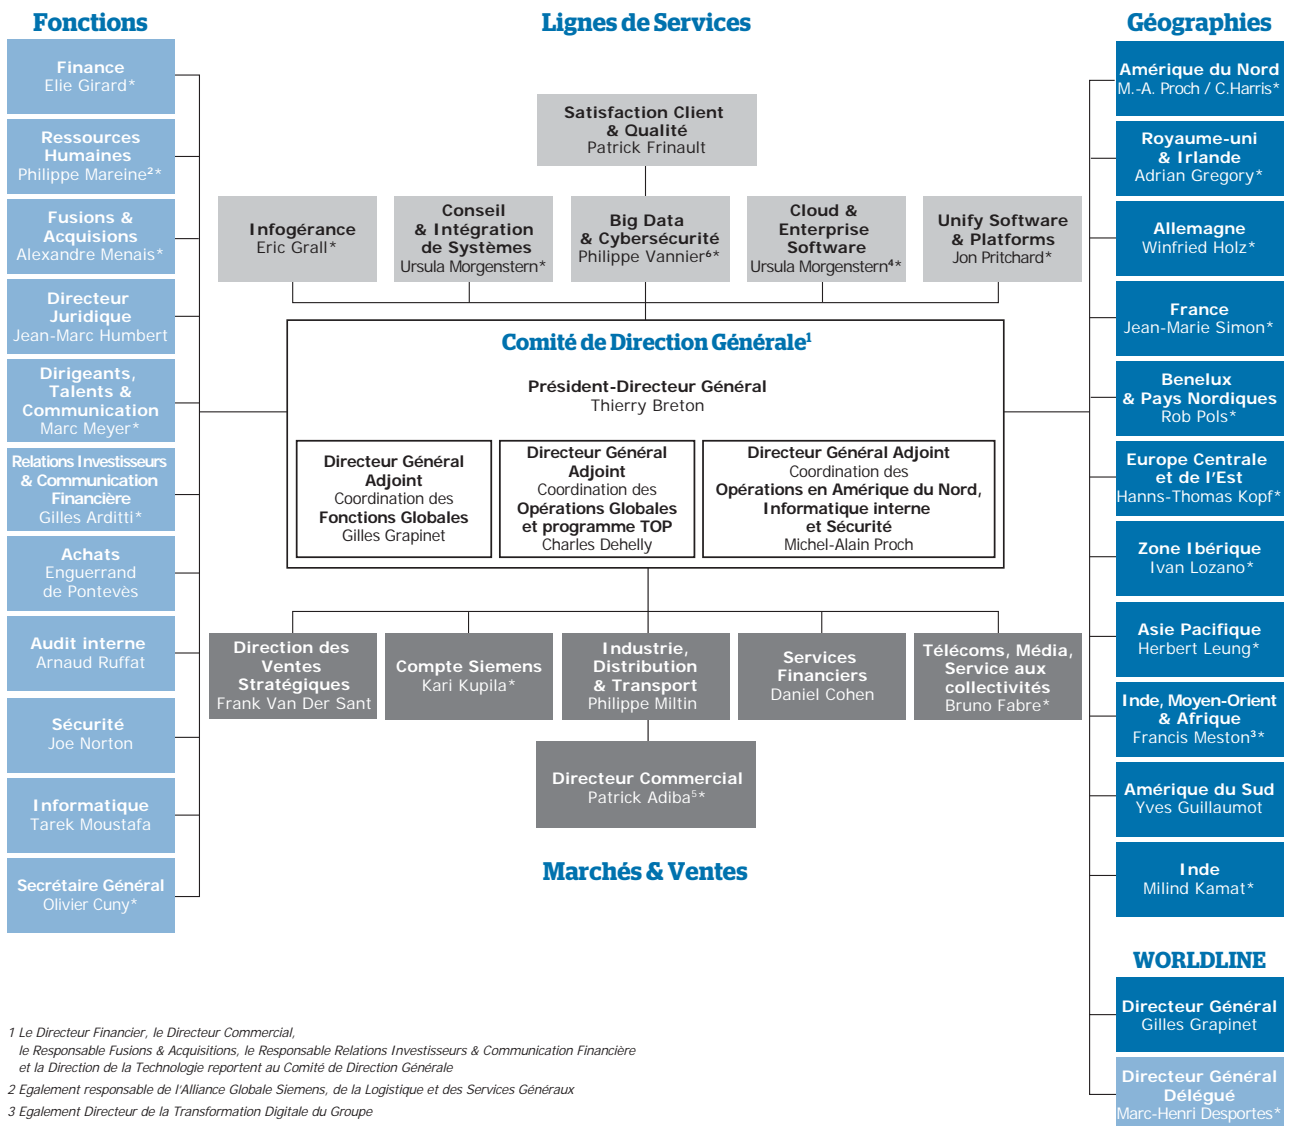 Fonctions
Finance
Elie Girard*
Ressources
Humaines
Philippe Mareine²*
Fusions &
Acquisions
Alexandre Menais*
Directeur
Juridique
Jean-Marc Humbert
Dirigeants,
Talents &
Communication
Marc Meyer*
Relations Investisseurs
& Communication
Financière
Gilles Arditti*
Achats
Enguerrand
de Pontevès
Audit interne
Arnaud Ruffat
Sécurité
Joe Norton
Informatique
Tarek Moustafa
Secrétaire Général
Olivier Cuny*
Lignes de Services
Satisfaction Client
& Qualité
Patrick Frinault
Infogérance
Eric Grall*
Conseil
& Intégration
de Systèmes
Ursula Morgenstern*
Big Data
& Cybersécurité
Philippe Vannier⁶*
Cloud &
Enterprise
Software
Ursula Morgenstern⁴*
Unify Software
& Platforms
Jon Pritchard*
Comité de Direction Générale¹
Président-Directeur Général
Thierry Breton
Directeur Général
Adjoint
Coordination des
Fonctions Globales
Gilles Grapinet
Directeur Général
Adjoint
Coordination des
Opérations Globales
et programme TOP
Charles Dehelly
Directeur Général Adjoint
Coordination des
Opérations en Amérique du Nord,
Informatique interne
et Sécurité
Michel-Alain Proch
Direction des
Ventes
Stratégiques
Frank Van Der Sant
Compte Siemens
Kari Kupila*
Industrie,
Distribution
& Transport
Philippe Miltin
Services
Financiers
Daniel Cohen
Télécoms, Média,
Service aux
collectivités
Bruno Fabre*
Directeur Commercial
Patrick Adiba⁵*
Marchés & Ventes
Géographies
Amérique du Nord
M.-A. Proch / C.Harris*
Royaume-uni
& Irlande
Adrian Gregory*
Allemagne
Winfried Holz*
France
Jean-Marie Simon*
Benelux
& Pays Nordiques
Rob Pols*
Europe Centrale
et de l'Est
Hanns-Thomas Kopf*
Zone Ibérique
Ivan Lozano*
Asie Pacifique
Herbert Leung*
Inde, Moyen-Orient
& Afrique
Francis Meston³*
Amérique du Sud
Yves Guillaumot
Inde
Milind Kamat*
WORLDLINE
Directeur Général
Gilles Grapinet
Directeur Général
Délégué
Marc-Henri Desportes*
1 Le Directeur Financier, le Directeur Commercial,
le Responsable Fusions & Acquisitions, le Responsable Relations Investisseurs & Communication Financière
et la Direction de la Technologie reportent au Comité de Direction Générale
2 Egalement responsable de l'Alliance Globale Siemens, de la Logistique et des Services Généraux
3 Egalement Directeur de la Transformation Digitale du Groupe